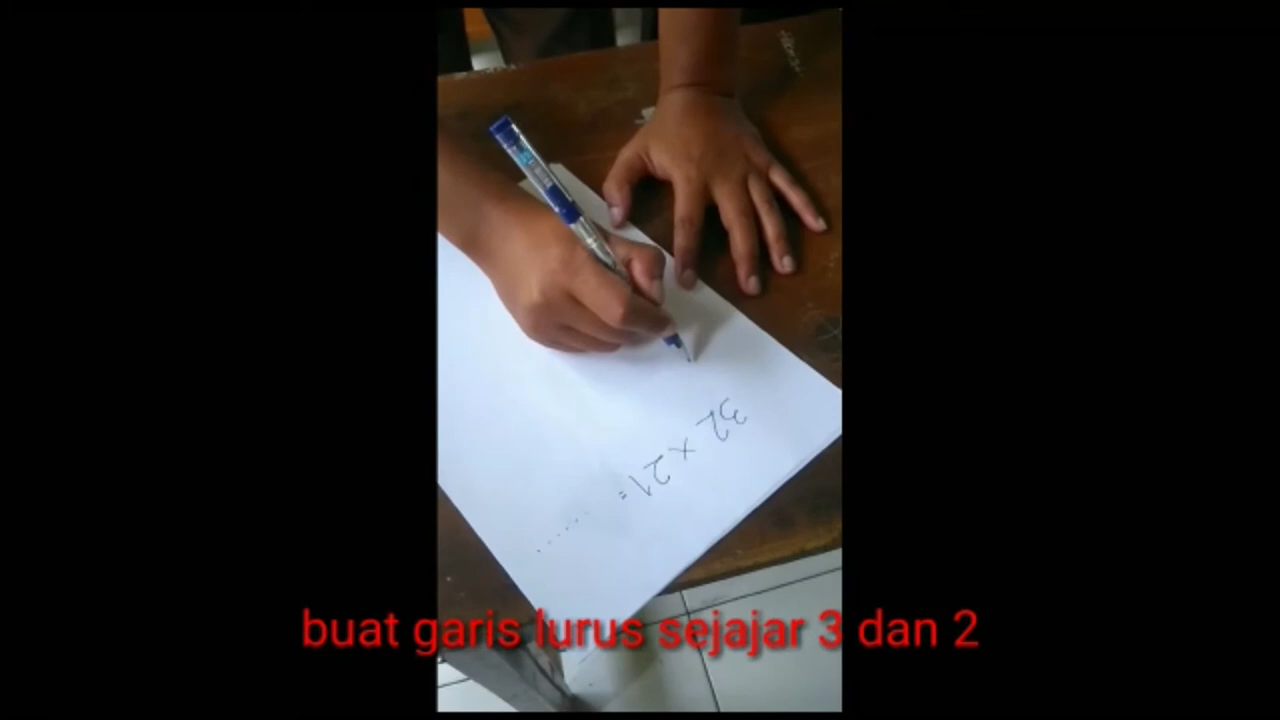 32 x 21 = ........
buat garis lurus sejajar 3 dan 2